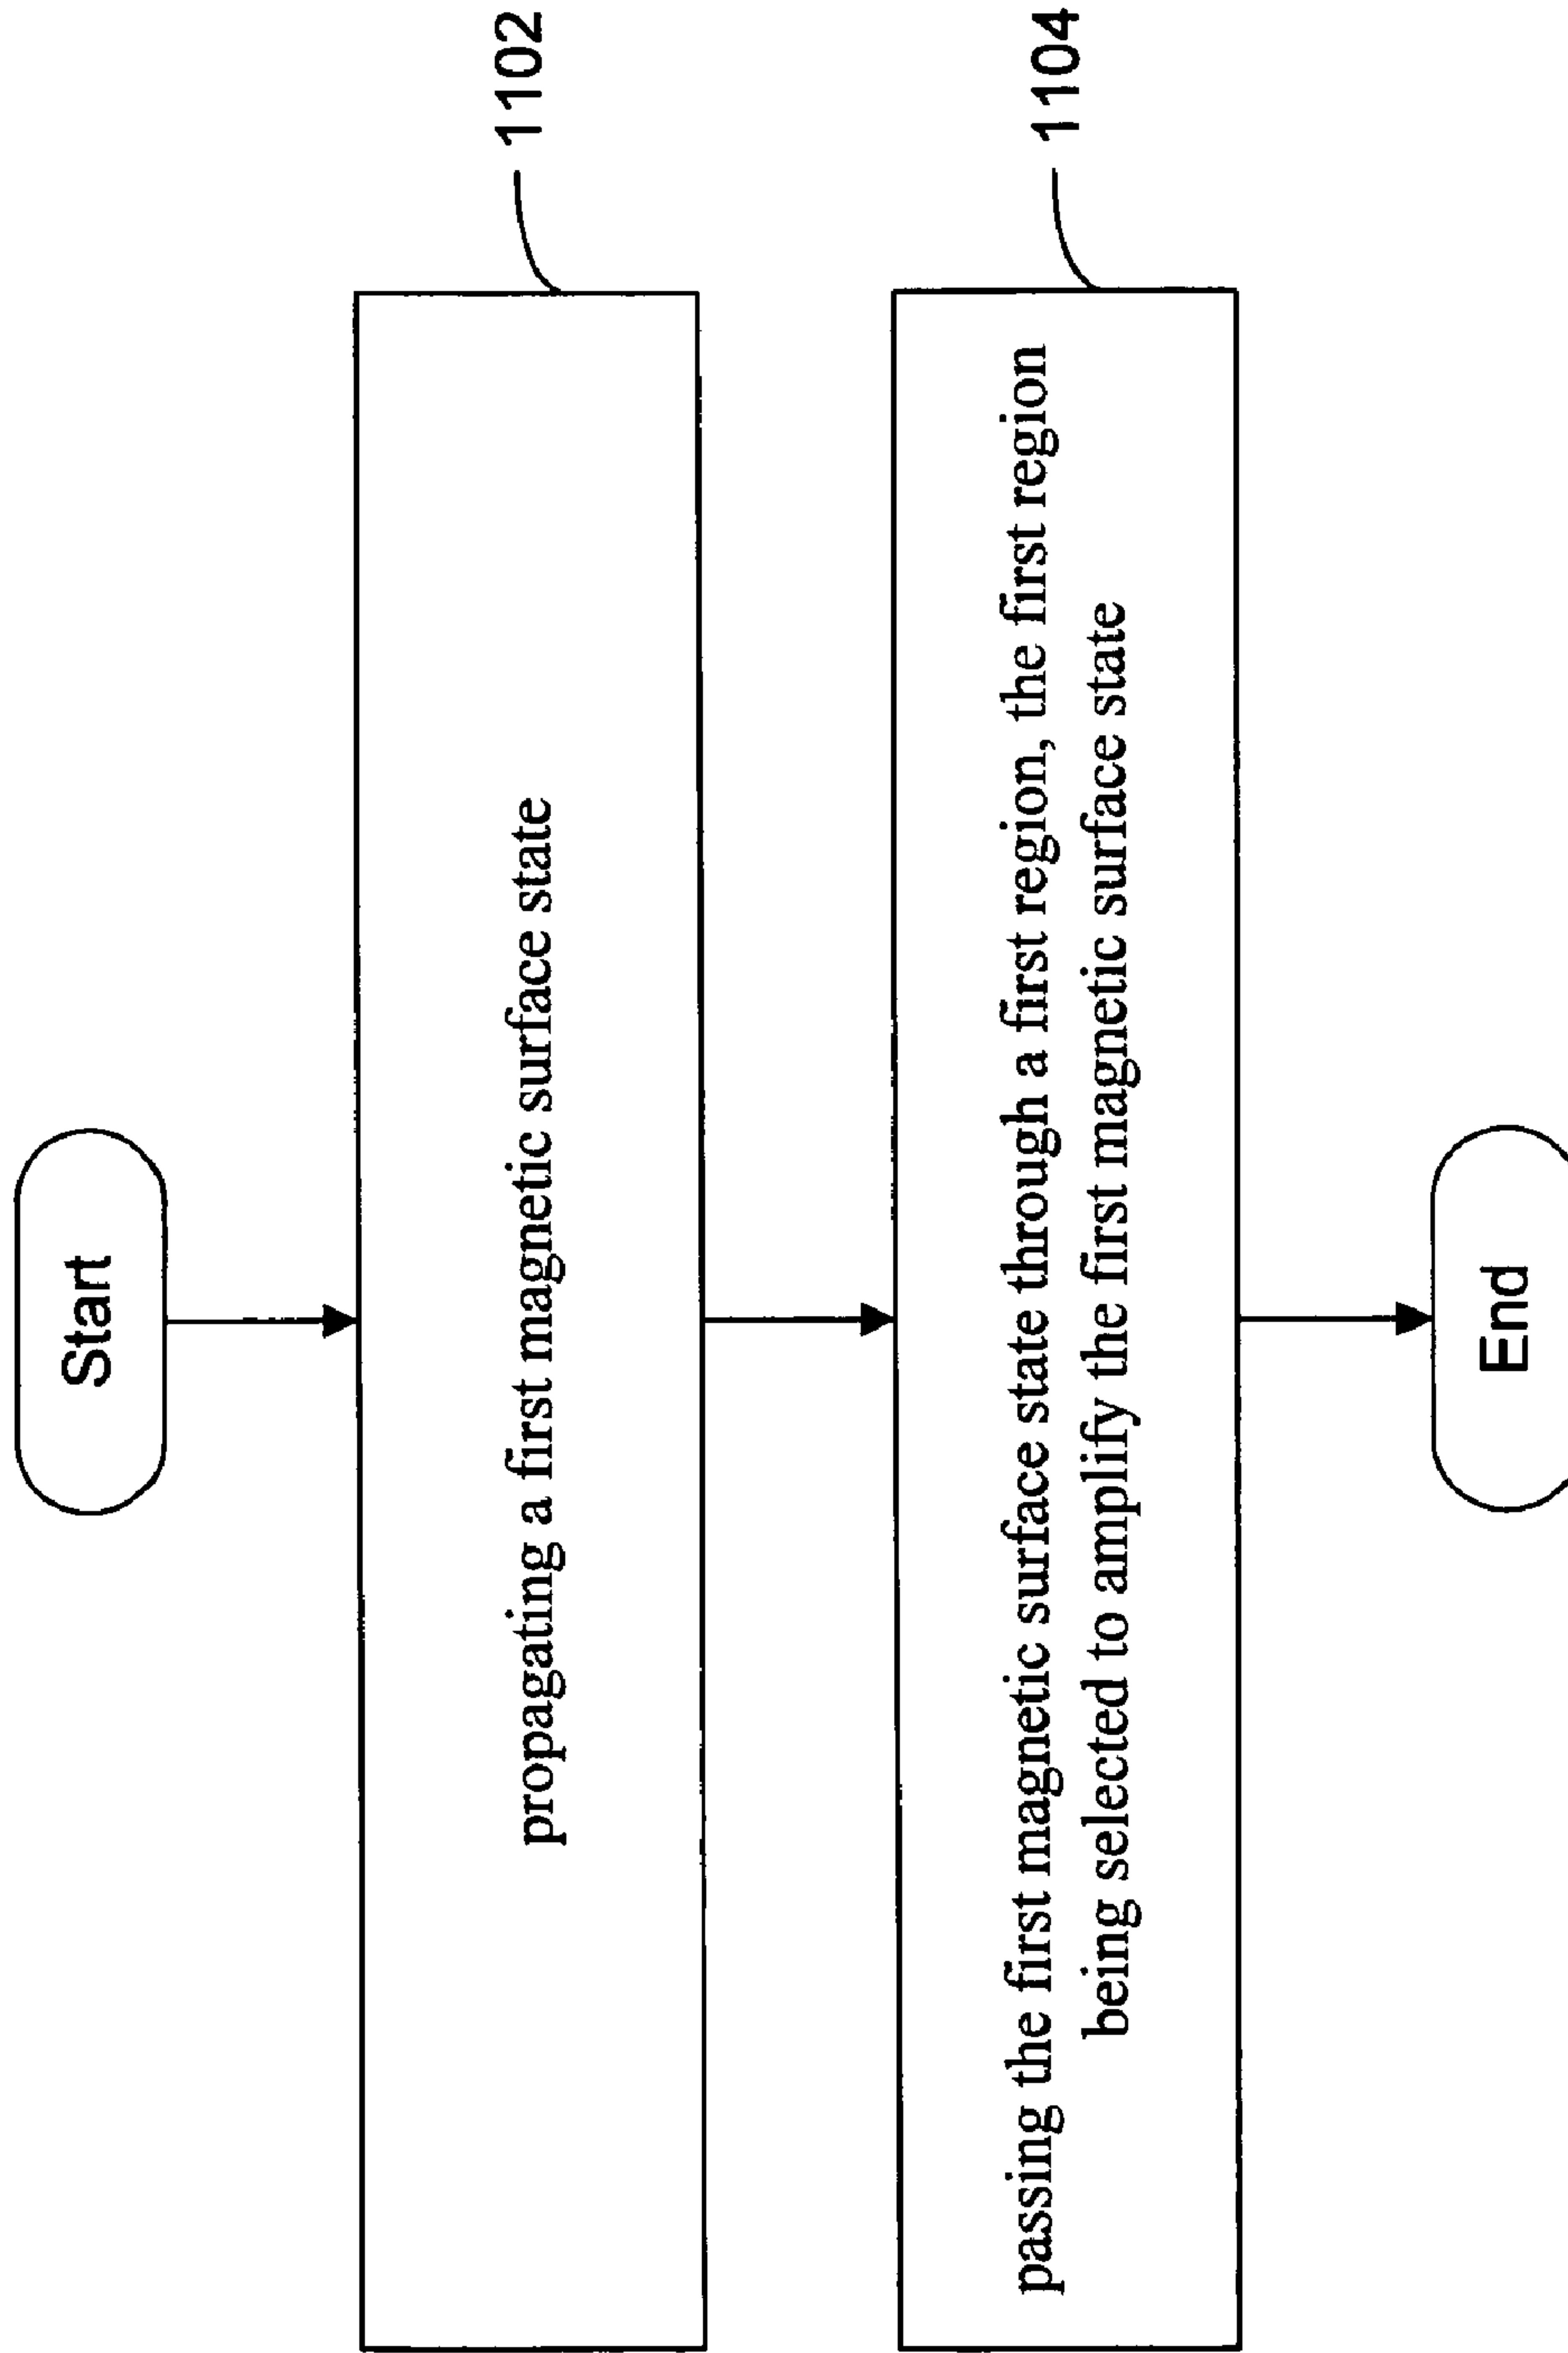 Start
propagating a first magnetic surface state
1102
passing the first magnetic surface state through a first region, the first region
being selected to amplify the first magnetic surface state
1104
End